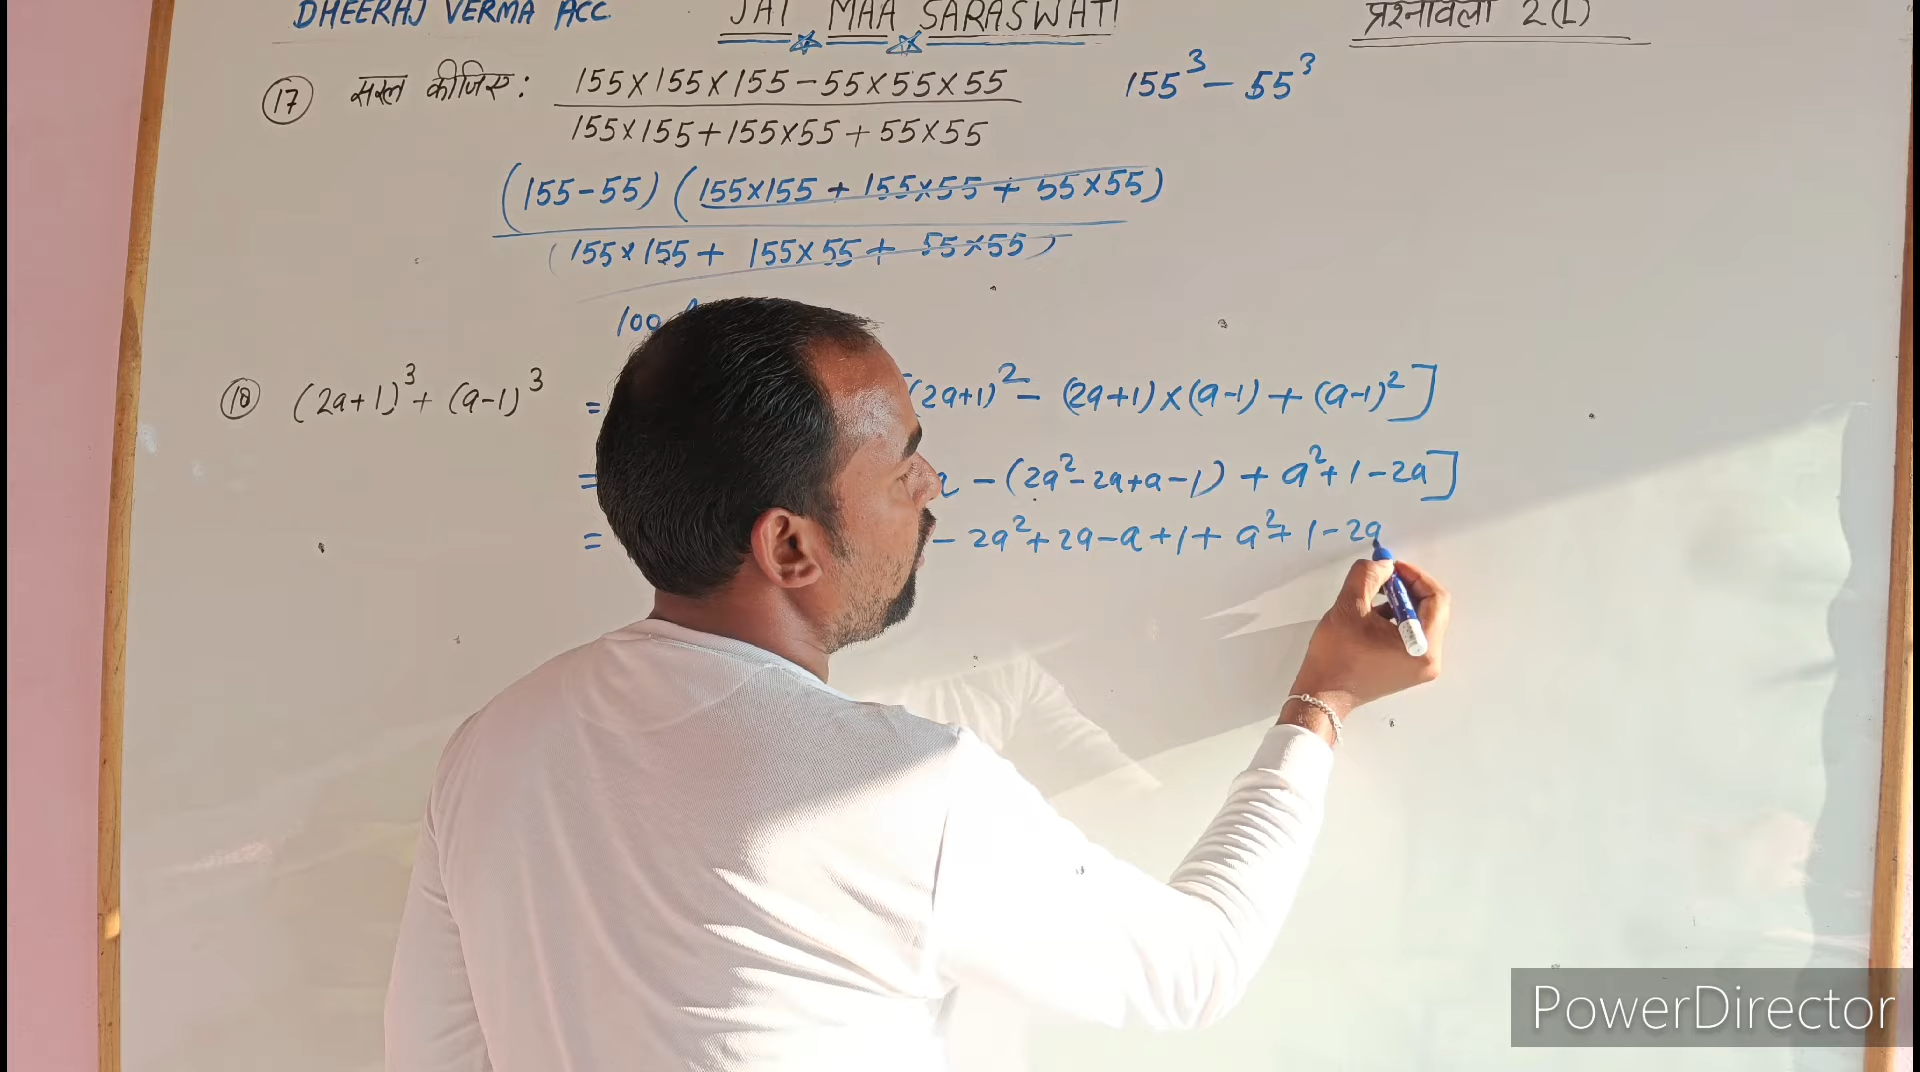 DHEERAJ VERMA ACC. JAI MAA SARASWATI प्रश्नावली 2(L)
(17) सरल कीजिए : 155×155×155-55×55×55 155³-55³
155×155+155×55+55×55
(155-55) (155×155 + 155×55 + 55×55)
(155×155 + 155×55 + 55×55)
100
(18) (2a+1)³+(a-1)³ = (2a+1)² - (2a+1)×(a-1)+(a-1)²]
= -(2a²-2a+a-1) + a²+1-2a]
= - 2a²+2a-a+1+ a²+1-2a
PowerDirector